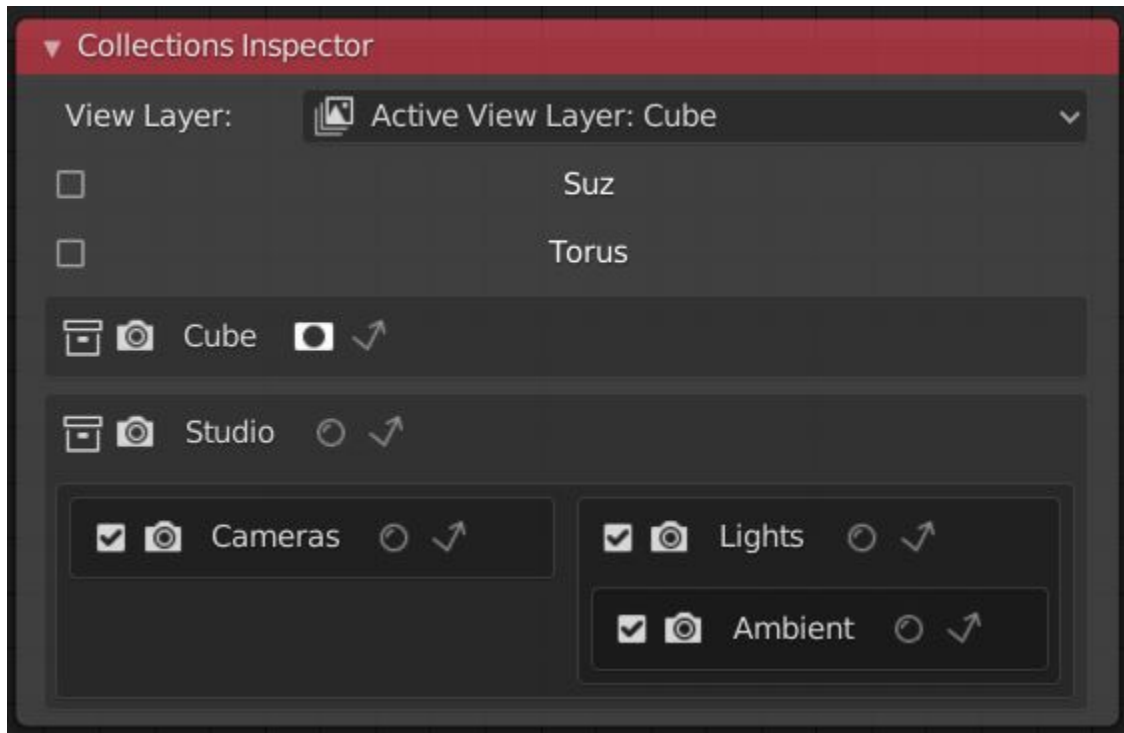 Collections Inspector
View Layer: Active View Layer: Cube
Suz
Torus
Cube
Studio
Cameras Lights
Ambient